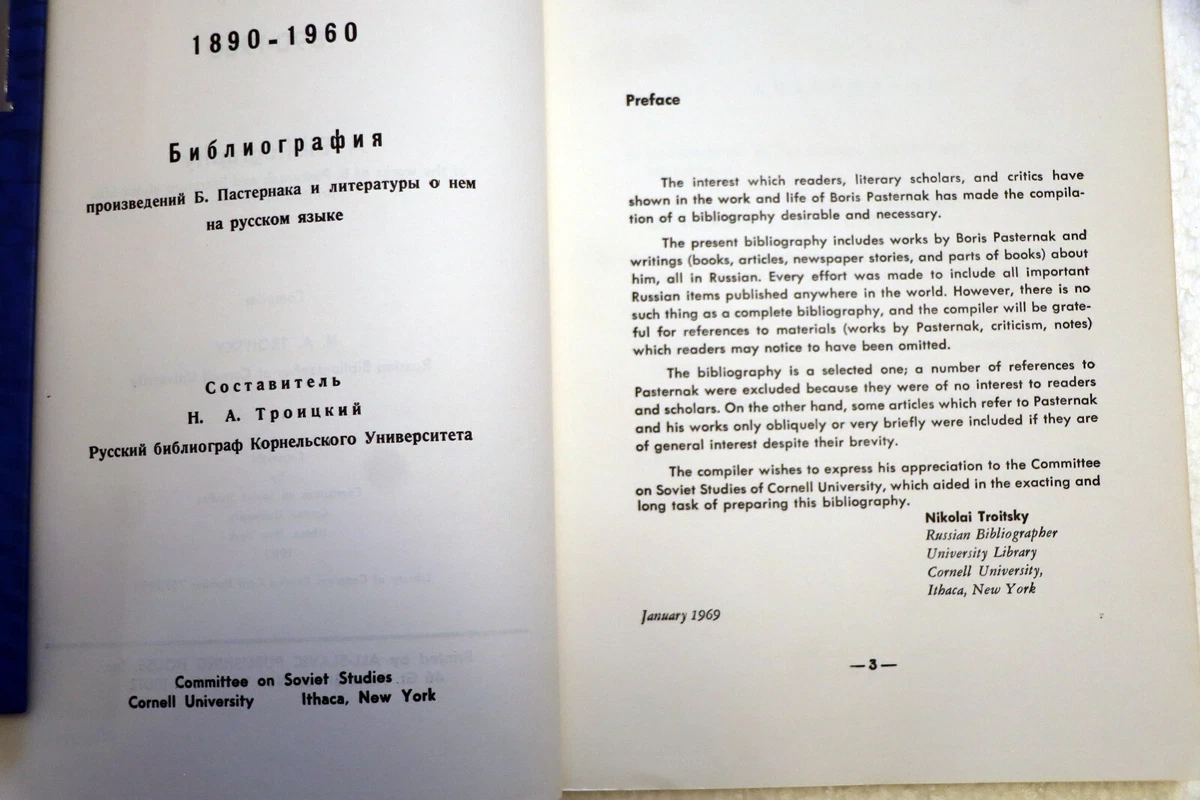 1890-1960
Библиография
произведений Б. Пастернака и литературы о нем
на русском языке
Составитель
Н. А. Троицкий
Русский библиограф Корнельского Университета
Committee on Soviet Studies
Cornell University Ithaca, New York
Preface
The interest which readers, literary scholars, and critics have
shown in the work and life of Boris Pasternak has made the compila-
tion of a bibliography desirable and necessary.
The present bibliography includes works by Boris Pasternak and
writings (books, articles, newspaper stories, and parts of books) about
him, all in Russian. Every effort was made to include all important
Russian items published anywhere in the world. However, there is no
such thing as a complete bibliography, and the compiler will be grate-
ful for references to materials (works by Pasternak, criticism, notes)
which readers may notice to have been omitted.
The bibliography is a selected one; a number of references to
Pasternak were excluded because they were of no interest to readers
and scholars. On the other hand, some articles which refer to Pasternak
and his works only obliquely or very briefly were included if they are
of general interest despite their brevity.
The compiler wishes to express his appreciation to the Committee
on Soviet Studies of Cornell University, which aided in the exacting and
long task of preparing this bibliography.
Nikolai Troitsky
Russian Bibliographer
University Library
Cornell University,
Ithaca, New York
January 1969
— 3 —